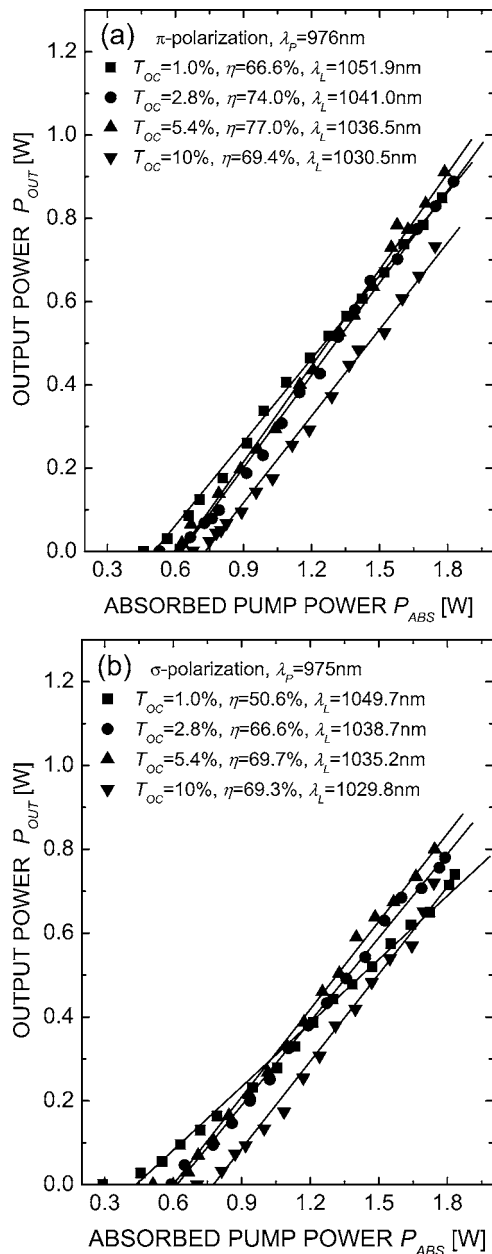 (a)
π-polarization, λP=976nm
TOC=1.0%, η=66.6%, λL=1051.9nm
TOC=2.8%, η=74.0%, λL=1041.0nm
TOC=5.4%, η=77.0%, λL=1036.5nm
TOC=10%, η=69.4%, λL=1030.5nm
OUTPUT POWER POUT [W]
1.2
1.0
0.8
0.6
0.4
0.2
0.0
0.3 0.6 0.9 1.2 1.5 1.8
ABSORBED PUMP POWER PABS [W]
(b)
σ-polarization, λP=975nm
TOC=1.0%, η=50.6%, λL=1049.7nm
TOC=2.8%, η=66.6%, λL=1038.7nm
TOC=5.4%, η=69.7%, λL=1035.2nm
TOC=10%, η=69.3%, λL=1029.8nm
OUTPUT POWER POUT [W]
1.2
1.0
0.8
0.6
0.4
0.2
0.0
0.3 0.6 0.9 1.2 1.5 1.8
ABSORBED PUMP POWER PABS [W]